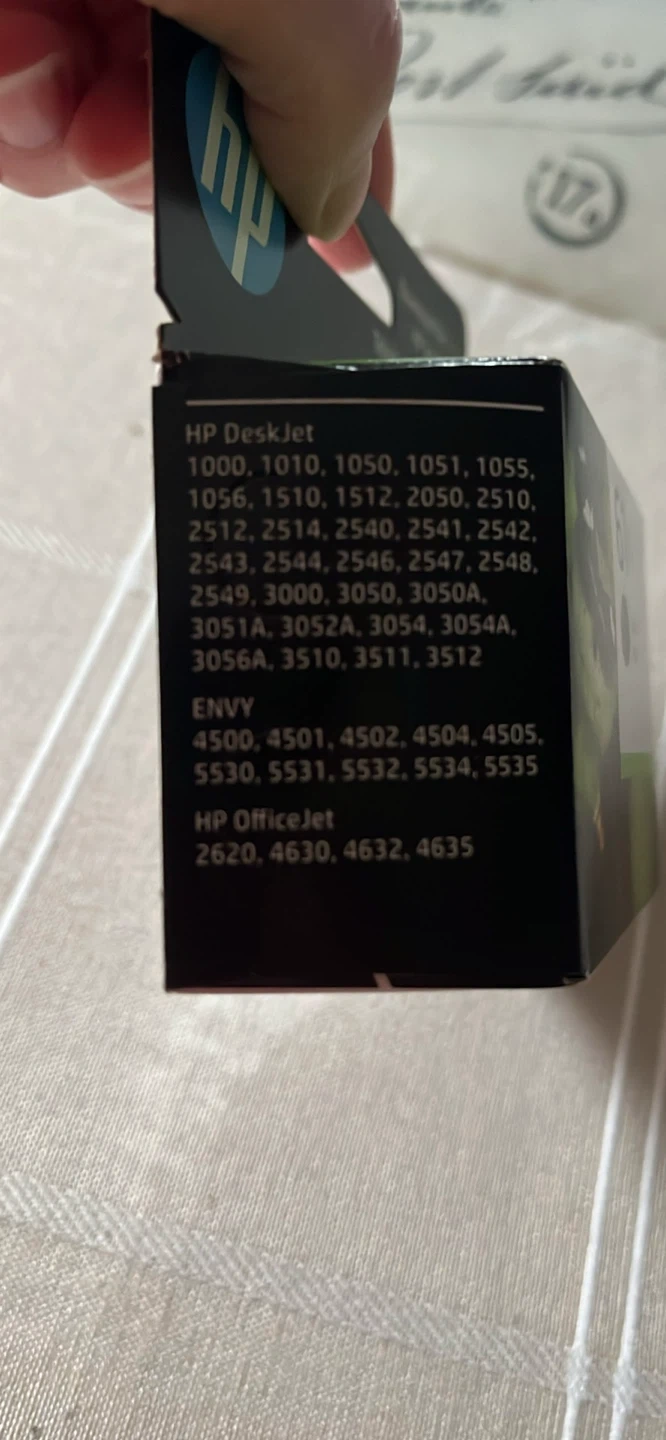 hp
17
HP DeskJet
1000, 1010, 1050, 1051, 1055,
1056, 1510, 1512, 2050, 2510,
2512, 2514, 2540, 2541, 2542,
2543, 2544, 2546, 2547, 2548,
2549, 3000, 3050, 3050A,
3051A, 3052A, 3054, 3054A,
3056A, 3510, 3511, 3512
ENVY
4500, 4501, 4502, 4504, 4505,
5530, 5531, 5532, 5534, 5535
HP OfficeJet
2620, 4630, 4632, 4635